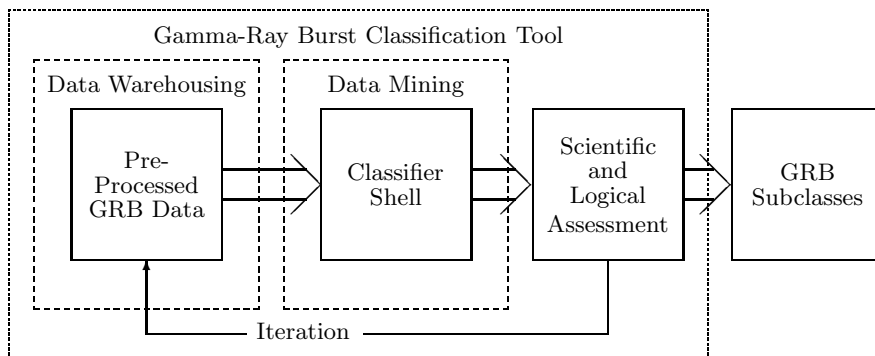 Gamma-Ray Burst Classification Tool
Data Warehousing
Data Mining
Pre-
Processed
GRB Data
Classifier
Shell
Scientific
and
Logical
Assessment
GRB
Subclasses
Iteration